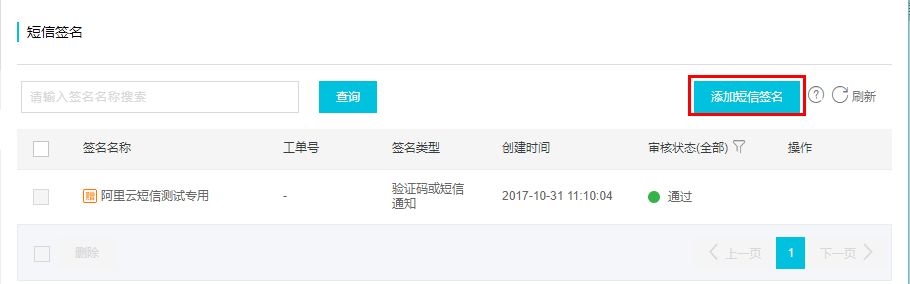 短信签名
请输入签名名称搜索
查询
添加短信签名
? 刷新
签名名称 工单号 签名类型 创建时间 审核状态(全部) 操作
赠 阿里云短信测试专用 - 验证码或短信 2017-10-31 11:10:04 通过
通知
删除 上一页 1 下一页